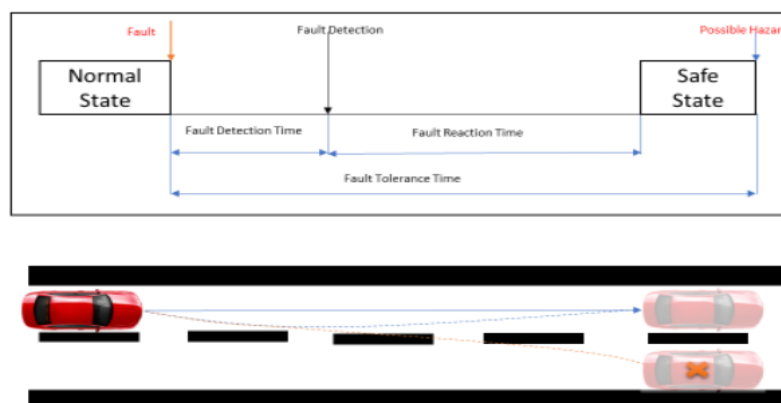 Fault
Fault Detection
Possible Hazar
Normal
State
Safe
State
Fault Detection Time
Fault Reaction Time
Fault Tolerance Time